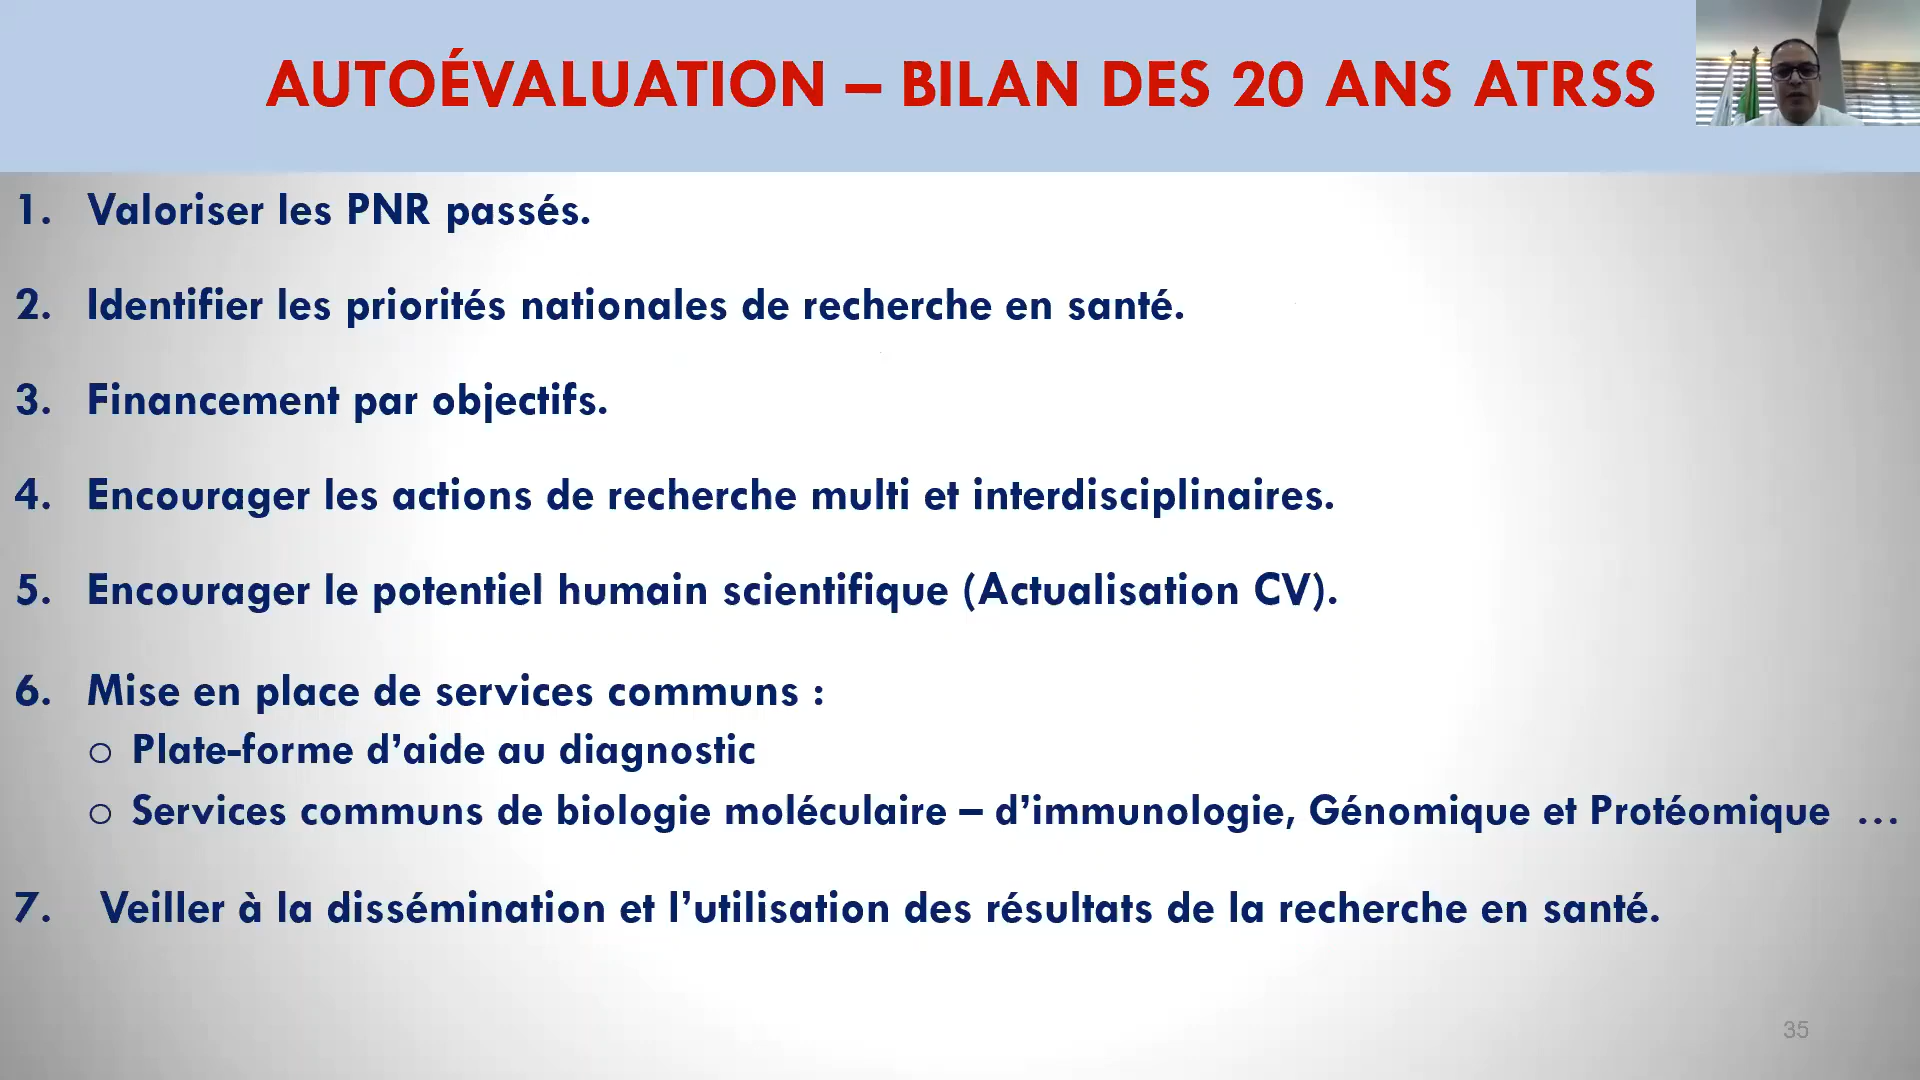 AUTOÉVALUATION – BILAN DES 20 ANS ATRSS
1. Valoriser les PNR passés.
2. Identifier les priorités nationales de recherche en santé.
3. Financement par objectifs.
4. Encourager les actions de recherche multi et interdisciplinaires.
5. Encourager le potentiel humain scientifique (Actualisation CV).
6. Mise en place de services communs :
o Plate-forme d’aide au diagnostic
o Services communs de biologie moléculaire – d’immunologie, Génomique et Protéomique …
7. Veiller à la dissémination et l’utilisation des résultats de la recherche en santé.
35